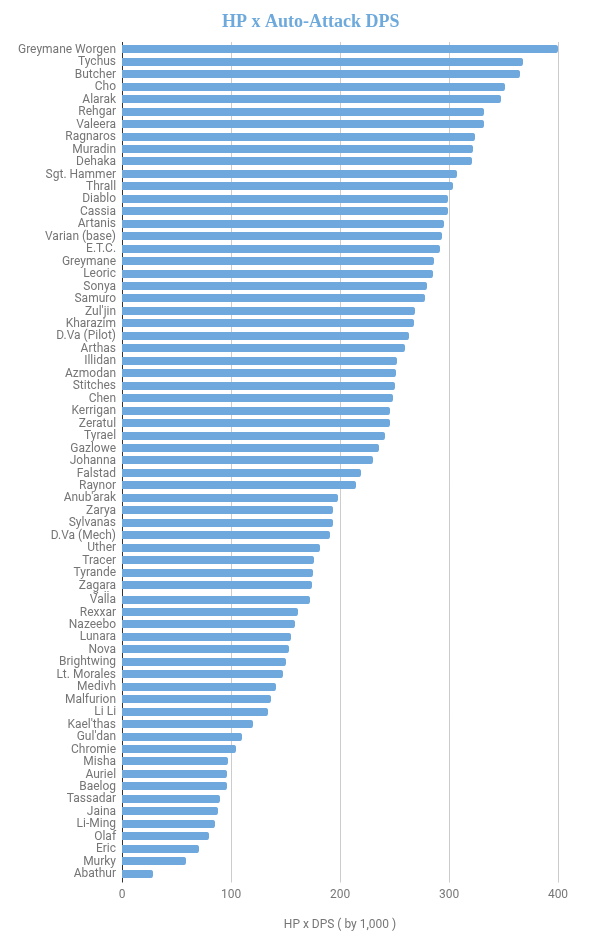 HP x Auto-Attack DPS
Greymane Worgen
Tychus
Butcher
Cho
Alarak
Rehgar
Valeera
Ragnaros
Muradin
Dehaka
Sgt. Hammer
Thrall
Diablo
Cassia
Artanis
Varian (base)
E.T.C.
Greymane
Leoric
Sonya
Samuro
Zul'jin
Kharazim
D.Va (Pilot)
Arthas
Illidan
Azmodan
Stitches
Chen
Kerrigan
Zeratul
Tyrael
Gazlowe
Johanna
Falstad
Raynor
Anub'arak
Zarya
Sylvanas
D.Va (Mech)
Uther
Tracer
Tyrande
Zagara
Valla
Rexxar
Nazeebo
Lunara
Nova
Brightwing
Lt. Morales
Medivh
Malfurion
Li Li
Kael'thas
Gul'dan
Chromie
Misha
Auriel
Baelog
Tassadar
Jaina
Li-Ming
Olaf
Eric
Murky
Abathur
0 100 200 300 400
HP x DPS ( by 1,000 )